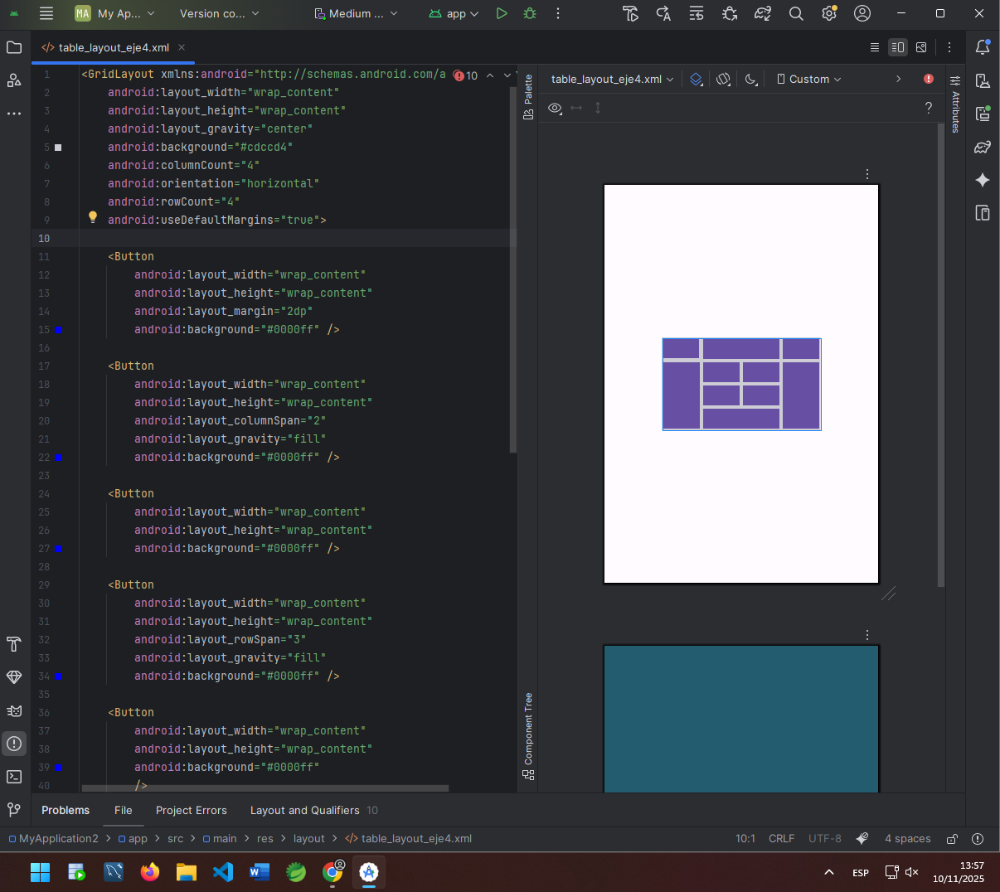 MA My Ap... Version co... Medium ... app
table_layout_eje4.xml
1 <GridLayout xmlns:android="http://schemas.android.com/a 10
2 android:layout_width="wrap_content"
3 android:layout_height="wrap_content"
4 android:layout_gravity="center"
5 android:background="#cdccd4"
6 android:columnCount="4"
7 android:orientation="horizontal"
8 android:rowCount="4"
9 android:useDefaultMargins="true">
10
11 <Button
12 android:layout_width="wrap_content"
13 android:layout_height="wrap_content"
14 android:layout_margin="2dp"
15 android:background="#0000ff" />
16
17 <Button
18 android:layout_width="wrap_content"
19 android:layout_height="wrap_content"
20 android:layout_columnSpan="2"
21 android:layout_gravity="fill"
22 android:background="#0000ff" />
23
24 <Button
25 android:layout_width="wrap_content"
26 android:layout_height="wrap_content"
27 android:background="#0000ff" />
28
29 <Button
30 android:layout_width="wrap_content"
31 android:layout_height="wrap_content"
32 android:layout_rowSpan="3"
33 android:layout_gravity="fill"
34 android:background="#0000ff" />
35
36 <Button
37 android:layout_width="wrap_content"
38 android:layout_height="wrap_content"
39 android:background="#0000ff"
40 />
Palette
Component Tree
table_layout_eje4.xml Custom
?
Attributes
Problems File Project Errors Layout and Qualifiers 10
MyApplication2 > app > src > main > res > layout > table_layout_eje4.xml 10:1 CRLF UTF-8 4 spaces
ESP
13:57
10/11/2025